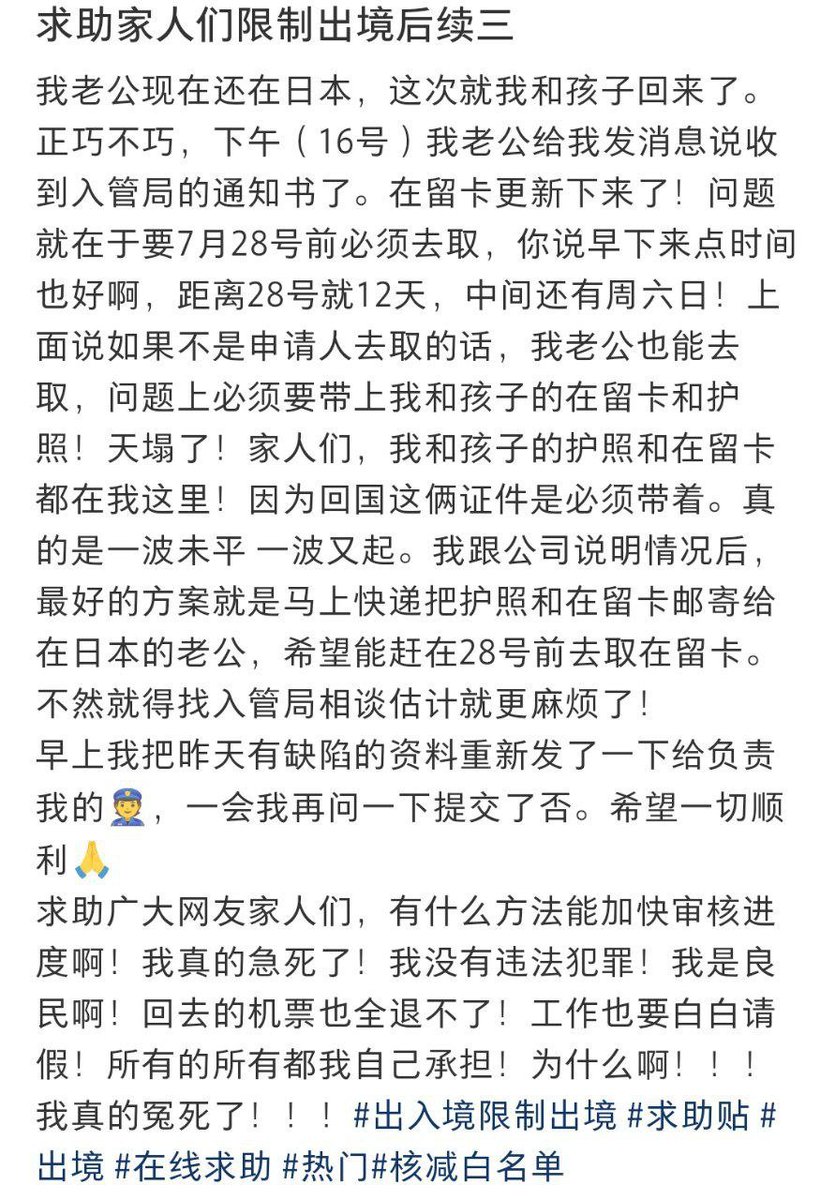 求助家人们限制出境后续三
我老公现在还在日本，这次就我和孩子回来了。
正巧不巧，下午（16号）我老公给我发消息说收
到入管局的通知书了。在留卡更新下来了！问题
就在于要7月28号前必须去取，你说早下来点时间
也好啊，距离28号就12天，中间还有周六日！上
面说如果不是申请人去取的话，我老公也能去
取，问题上必须要带上我和孩子的在留卡和护
照！天塌了！家人们，我和孩子的护照和在留卡
都在我这里！因为回国这俩证件是必须带着。真
的是一波未平 一波又起。我跟公司说明情况后，
最好的方案就是马上快递把护照和在留卡邮寄给
在日本的老公，希望能赶在28号前去取在留卡。
不然就得找入管局相谈估计就更麻烦了！
早上我把昨天有缺陷的资料重新发了一下给负责
我的👮，一会我再问一下提交了否。希望一切顺
利🙏
求助广大网友家人们，有什么方法能加快审核进
度啊！我真的急死了！我没有违法犯罪！我是良
民啊！回去的机票也全退不了！工作也要白白请
假！所有的所有都我自己承担！为什么啊！！！
我真的冤死了！！！#出入境限制出境 #求助贴 #
出境 #在线求助 #热门#核减白名单